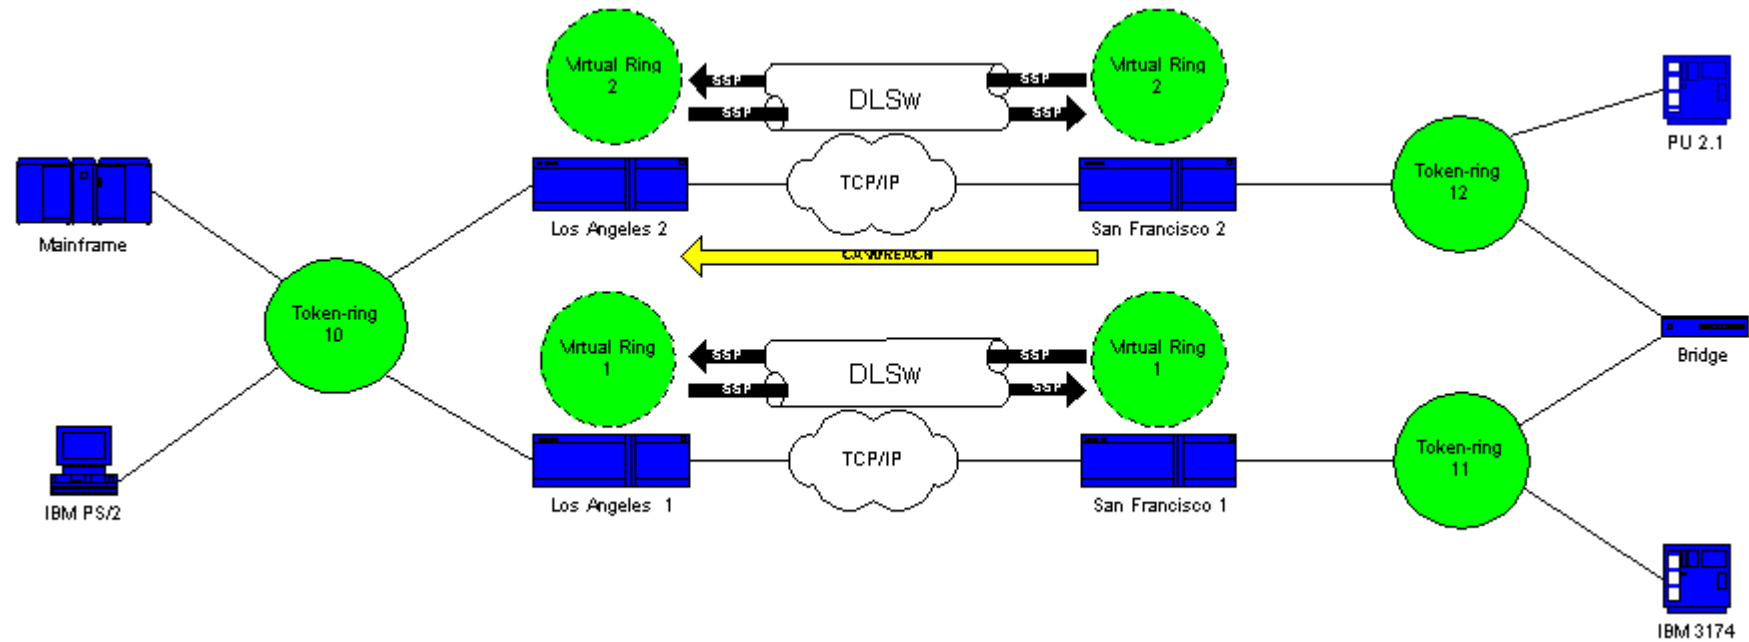 Virtual Ring
2
SSP
SSP
DLSw
SSP
SSP
Virtual Ring
2
PU 2.1
Token-ring
12
TCP/IP
Mainframe
Los Angeles 2
San Francisco 2
CANUREACH
Token-ring
10
Virtual Ring
1
SSP
SSP
DLSw
SSP
SSP
Virtual Ring
1
Bridge
Token-ring
11
TCP/IP
IBM PS/2
Los Angeles 1
San Francisco 1
IBM 3174